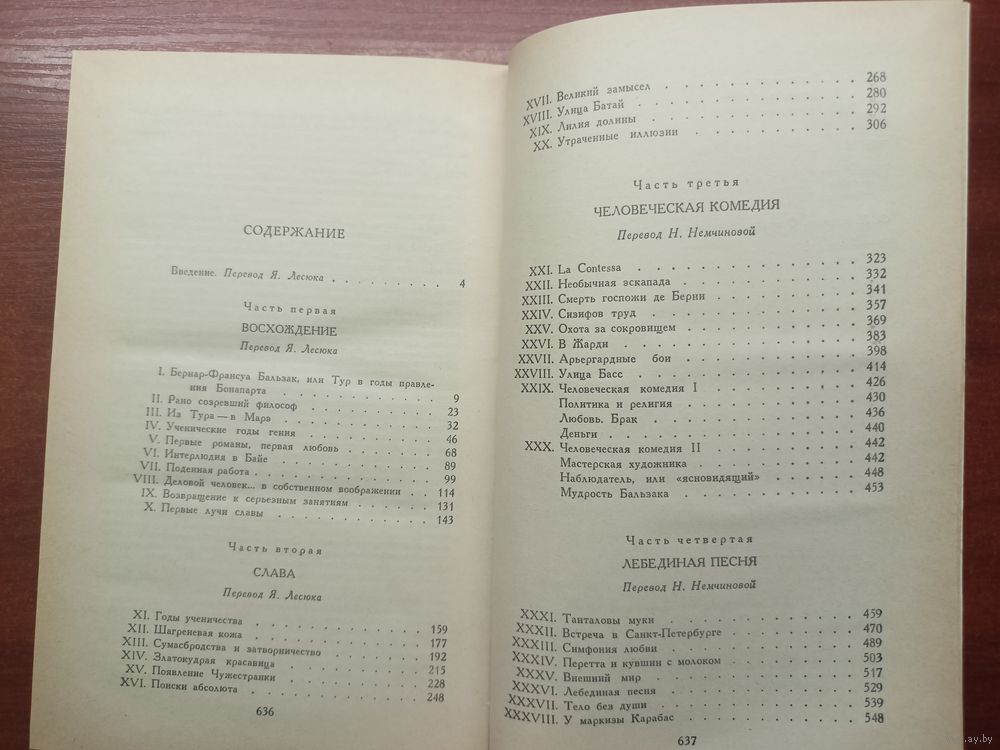 СОДЕРЖАНИЕ
Введение. Перевод Я. Лесюка . . . . . . . . . 4
Часть первая
ВОСХОЖДЕНИЕ
Перевод Я. Лесюка
I. Бернар-Франсуа Бальзак, или Тур в годы правле-
ния Бонапарта . . . . . . . . . . 9
II. Рано созревший философ . . . . . . . . 23
III. Из Тура — в Марэ . . . . . . . . . 32
IV. Ученические годы гения . . . . . . . . 46
V. Первые романы, первая любовь . . . . . . 68
VI. Интерлюдия в Байе . . . . . . . . . 89
VII. Поденная работа . . . . . . . . . . 99
VIII. Деловой человек... в собственном воображении . . 114
IX. Возвращение к серьезным занятиям . . . . . 131
X. Первые лучи славы . . . . . . . . . 143
Часть вторая
СЛАВА
Перевод Я. Лесюка
XI. Годы ученичества . . . . . . . . . 159
XII. Шагреневая кожа . . . . . . . . . 177
XIII. Сумасбродства и затворничество . . . . . 192
XIV. Златокудрая красавица . . . . . . . . 215
XV. Появление Чужестранки . . . . . . . . 228
XVI. Поиски абсолюта . . . . . . . . . 248
636
XVII. Великий замысел . . . . . . . . . 268
XVIII. Улица Батай . . . . . . . . . . 280
XIX. Лилия долины . . . . . . . . . . 292
XX. Утраченные иллюзии . . . . . . . . 306
Часть третья
ЧЕЛОВЕЧЕСКАЯ КОМЕДИЯ
Перевод Н. Немчиновой
XXI. La Contessa . . . . . . . . . . 323
XXII. Необычная эскапада . . . . . . . . 332
XXIII. Смерть госпожи де Берни . . . . . . . 341
XXIV. Сизифов труд . . . . . . . . . . 357
XXV. Охота за сокровищем . . . . . . . . 369
XXVI. В Жарди . . . . . . . . . . . 383
XXVII. Арьергардные бои . . . . . . . . . 398
XXVIII. Улица Басс . . . . . . . . . . 414
XXIX. Человеческая комедия I . . . . . . . 426
Политика и религия . . . . . . . . 430
Любовь. Брак . . . . . . . . . . 436
Деньги . . . . . . . . . . . . 440
XXX. Человеческая комедия II . . . . . . . 442
Мастерская художника . . . . . . . . 442
Наблюдатель, или «ясновидящий» . . . . . 448
Мудрость Бальзака . . . . . . . . . 453
Часть четвертая
ЛЕБЕДИНАЯ ПЕСНЯ
Перевод Н. Немчиновой
XXXI. Танталовы муки . . . . . . . . . 459
XXXII. Встреча в Санкт-Петербурге . . . . . . 470
XXXIII. Симфония любви . . . . . . . . . 489
XXXIV. Перетта и кувшин с молоком . . . . . . 503
XXXV. Внешний мир . . . . . . . . . . 517
XXXVI. Лебединая песня . . . . . . . . . 529
XXXVII. Тело без души . . . . . . . . . . 539
XXXVIII. У маркизы Карабас . . . . . . . . 548
637